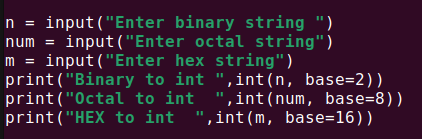 n = input("Enter binary string ")
num = input("Enter octal string")
m = input("Enter hex string")
print("Binary to int ",int(n, base=2))
print("Octal to int  ",int(num, base=8))
print("HEX to int  ",int(m, base=16))